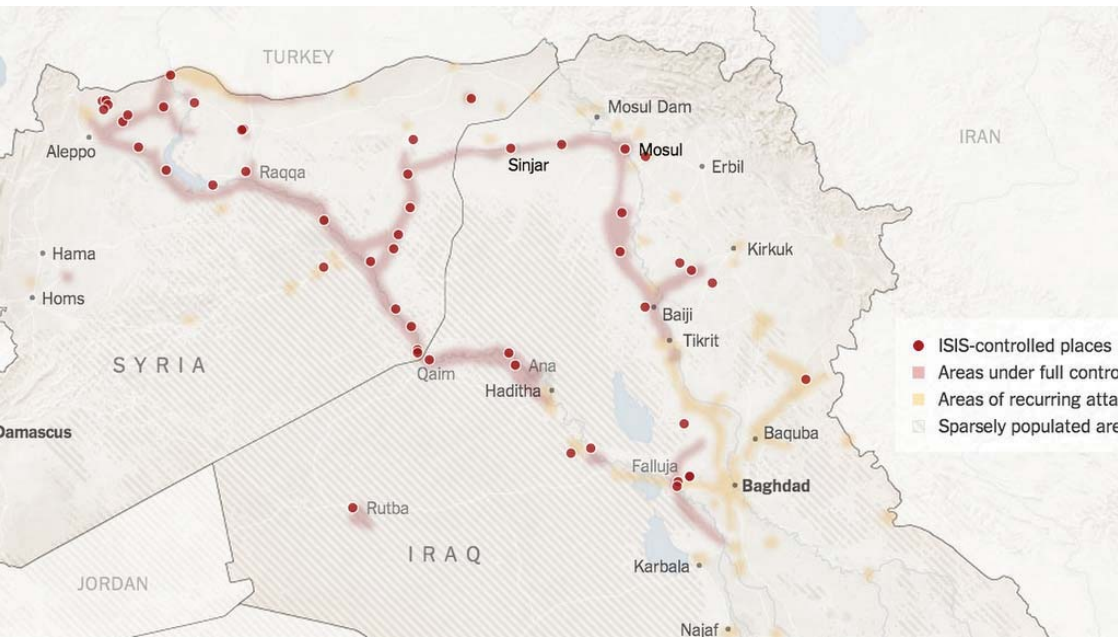 TURKEY
Mosul Dam
IRAN
Aleppo
Sinjar
Mosul
Erbil
Raqqa
Hama
Kirkuk
Homs
Baiji
Tikrit
SYRIA
Qaim
Ana
Haditha
ISIS-controlled places
Areas under full contro
Areas of recurring atta
Sparsely populated are
Damascus
Baquba
Falluja
Baghdad
Rutba
IRAQ
JORDAN
Karbala
Najaf